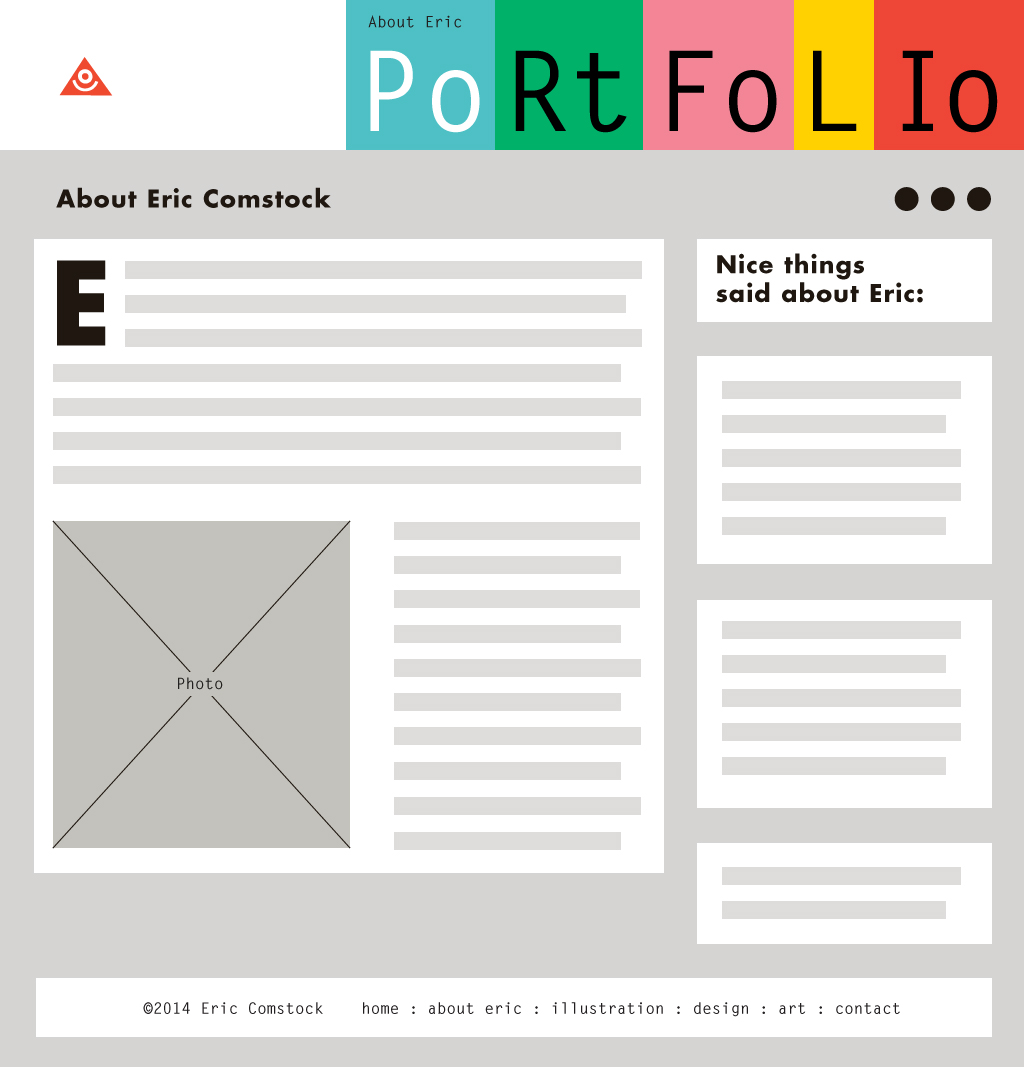 About Eric
PoRtFoLIo
About Eric Comstock
E
Nice things
said about Eric:
Photo
©2014 Eric Comstock home : about eric : illustration : design : art : contact